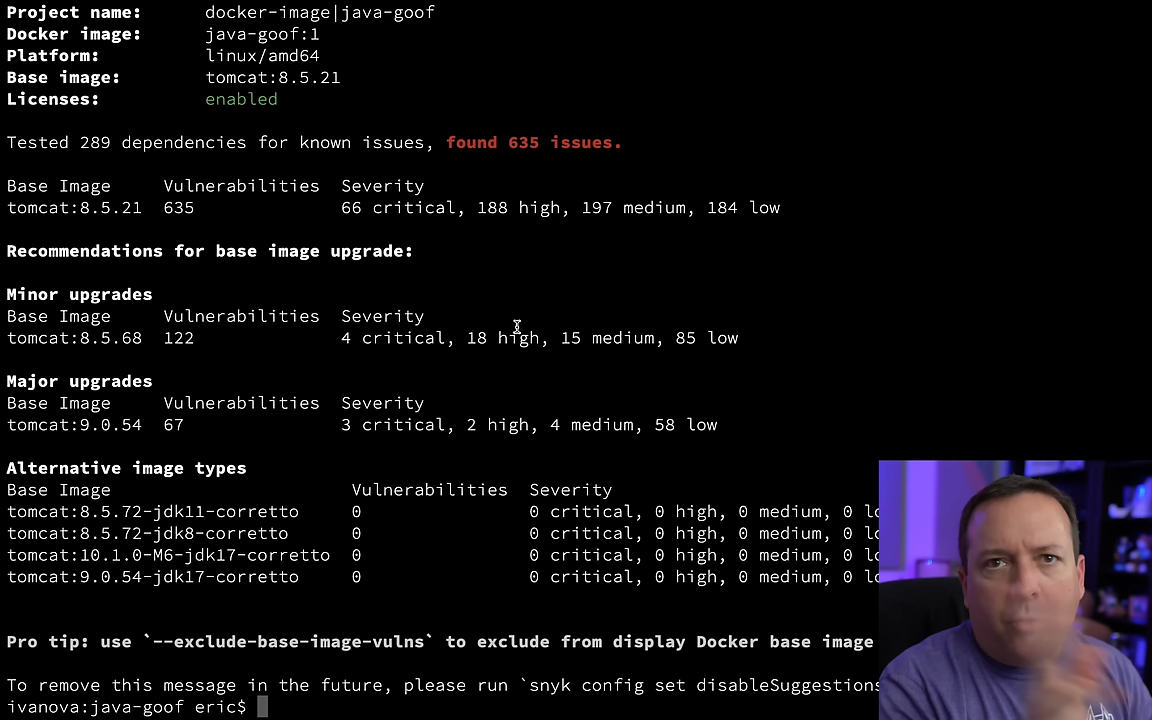 Project name: docker-image|java-goof
Docker image: java-goof:1
Platform: linux/amd64
Base image: tomcat:8.5.21
Licenses: enabled
Tested 289 dependencies for known issues, found 635 issues.
Base Image Vulnerabilities Severity
tomcat:8.5.21 635 66 critical, 188 high, 197 medium, 184 low
Recommendations for base image upgrade:
Minor upgrades
Base Image Vulnerabilities Severity
tomcat:8.5.68 122 4 critical, 18 high, 15 medium, 85 low
Major upgrades
Base Image Vulnerabilities Severity
tomcat:9.0.54 67 3 critical, 2 high, 4 medium, 58 low
Alternative image types
Base Image Vulnerabilities Severity
tomcat:8.5.72-jdk11-corretto 0 0 critical, 0 high, 0 medium, 0
tomcat:8.5.72-jdk8-corretto 0 0 critical, 0 high, 0 medium, 0
tomcat:10.1.0-M6-jdk17-corretto 0 0 critical, 0 high, 0 medium, 0
tomcat:9.0.54-jdk17-corretto 0 0 critical, 0 high, 0 medium, 0
Pro tip: use `--exclude-base-image-vulns` to exclude from display Docker base image
To remove this message in the future, please run `snyk config set disableSuggestions
ivanova:java-goof eric$